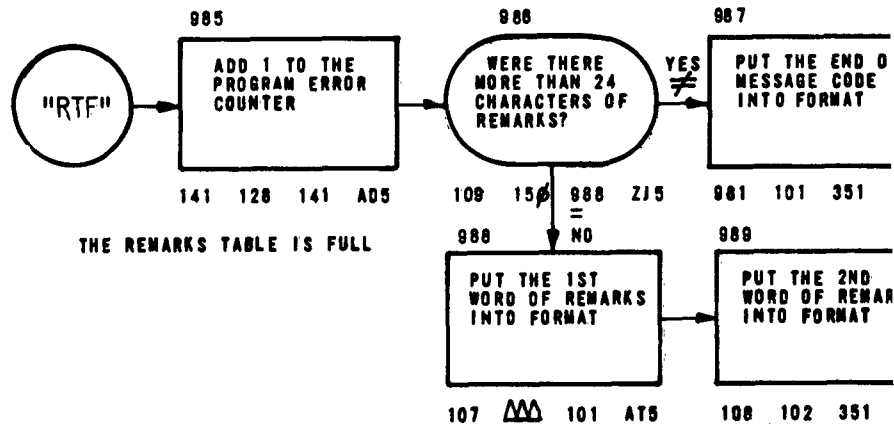 985
986
987
"RTF"
ADD 1 TO THE
PROGRAM ERROR
COUNTER
WERE THERE
MORE THAN 24
CHARACTERS OF
REMARKS?
YES
≠
PUT THE END O
MESSAGE CODE
INTO FORMAT
141 128 141 AD5
109 15ø 988 ZJ5
981 101 351
=
NO
THE REMARKS TABLE IS FULL
988
989
PUT THE 1ST
WORD OF REMARKS
INTO FORMAT
PUT THE 2ND
WORD OF REMAR
INTO FORMAT
107 ΔΔΔ 101 AT5
108 102 351